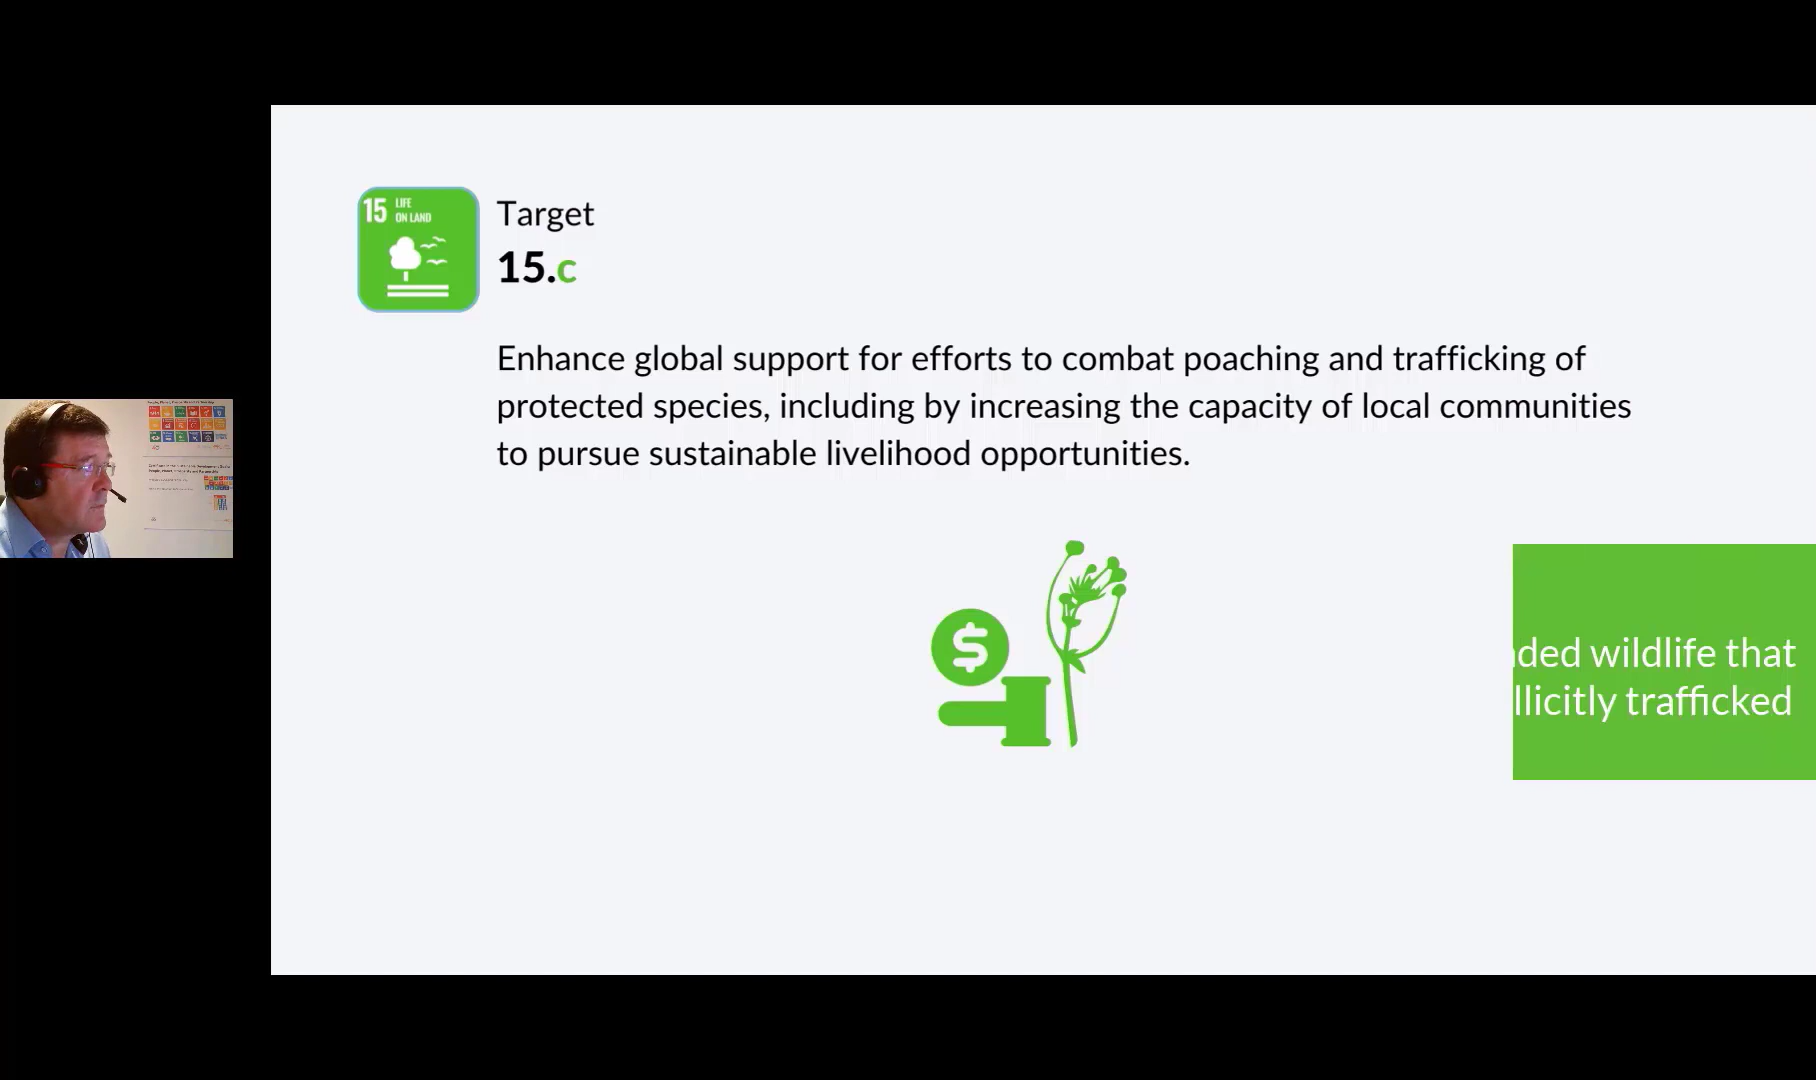 15 LIFE
ON LAND
Target
15.c
Enhance global support for efforts to combat poaching and trafficking of
protected species, including by increasing the capacity of local communities
to pursue sustainable livelihood opportunities.
$
wildlife that
trafficked